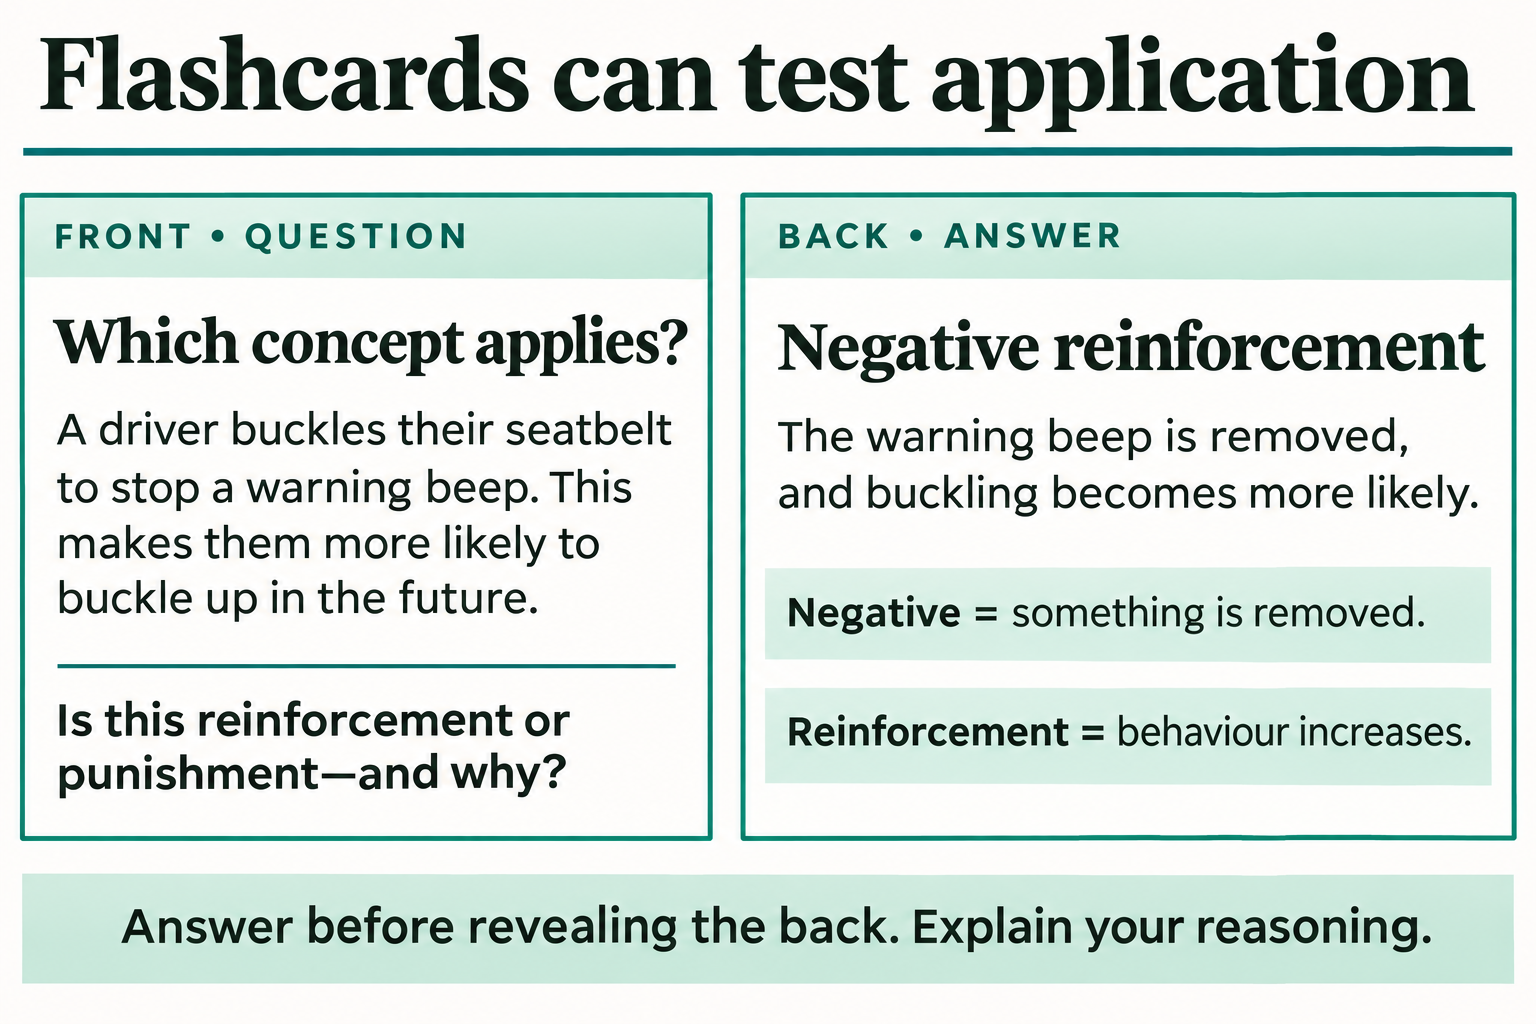 Flashcards can test application
FRONT • QUESTION
Which concept applies?
A driver buckles their seatbelt
to stop a warning beep. This
makes them more likely to
buckle up in the future.
Is this reinforcement or
punishment—and why?
BACK • ANSWER
Negative reinforcement
The warning beep is removed,
and buckling becomes more likely.
Negative = something is removed.
Reinforcement = behaviour increases.
Answer before revealing the back. Explain your reasoning.